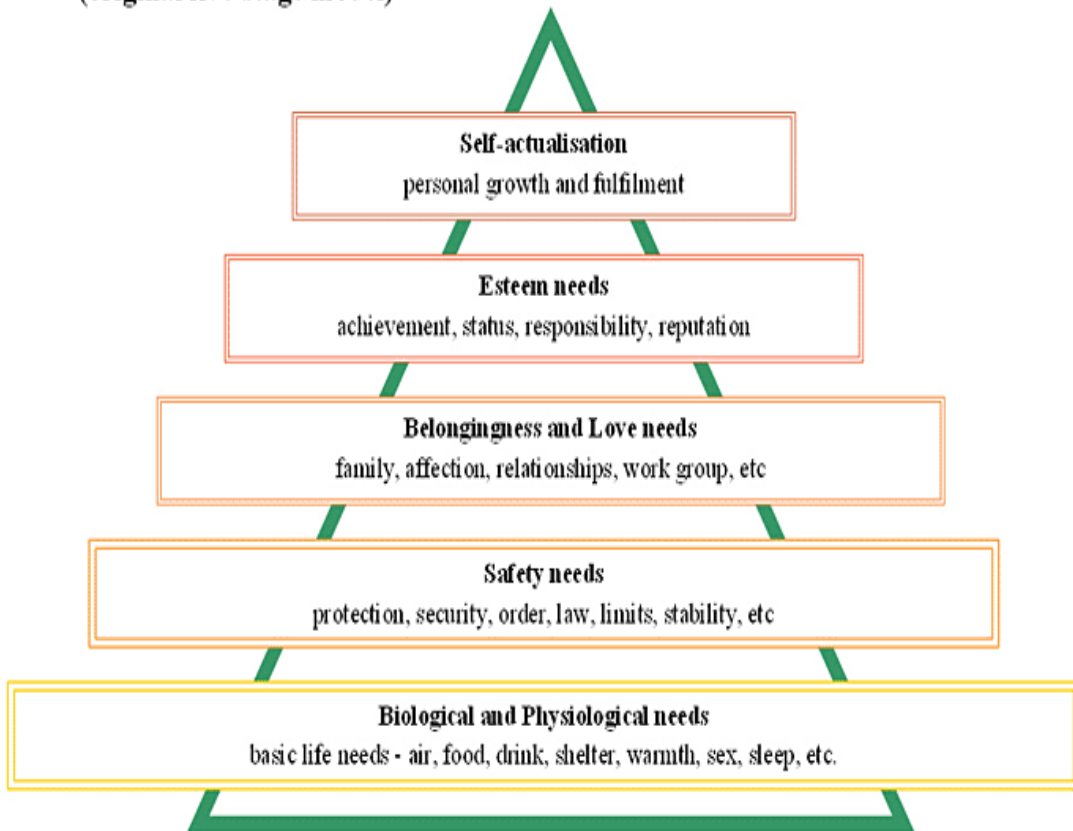 Self-actualisation
personal growth and fulfilment
Esteem needs
achievement, status, responsibility, reputation
Belongingness and Love needs
family, affection, relationships, work group, etc
Safety needs
protection, security, order, law, limits, stability, etc
Biological and Physiological needs
basic life needs - air, food, drink, shelter, warmth, sex, sleep, etc.